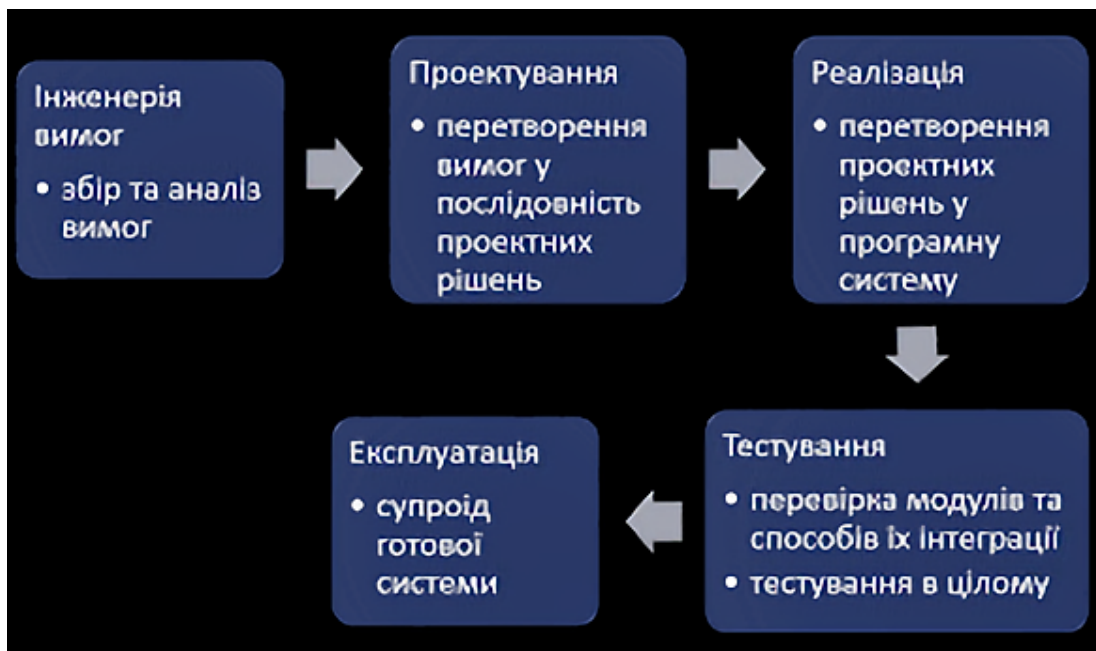 Інженерія
вимог
• збір та аналіз
вимог
Проектування
• перетворення
вимог у
послідовність
проектних
рішень
Реалізація
• перетворення
проектних
рішень у
програмну
систему
Тестування
• перевірка модулів та
способів їх інтеграції
• тестування в цілому
Експлуатація
• супроід
готової
системи